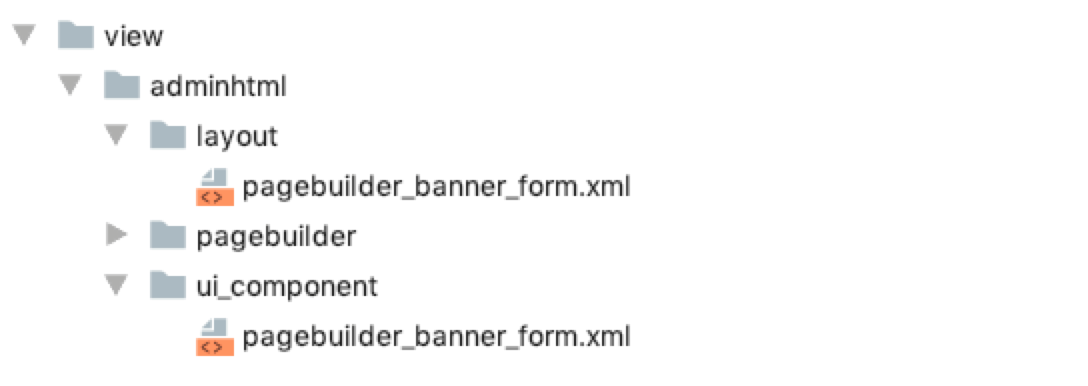 view
adminhtml
layout
pagebuilder_banner_form.xml
pagebuilder
ui_component
pagebuilder_banner_form.xml